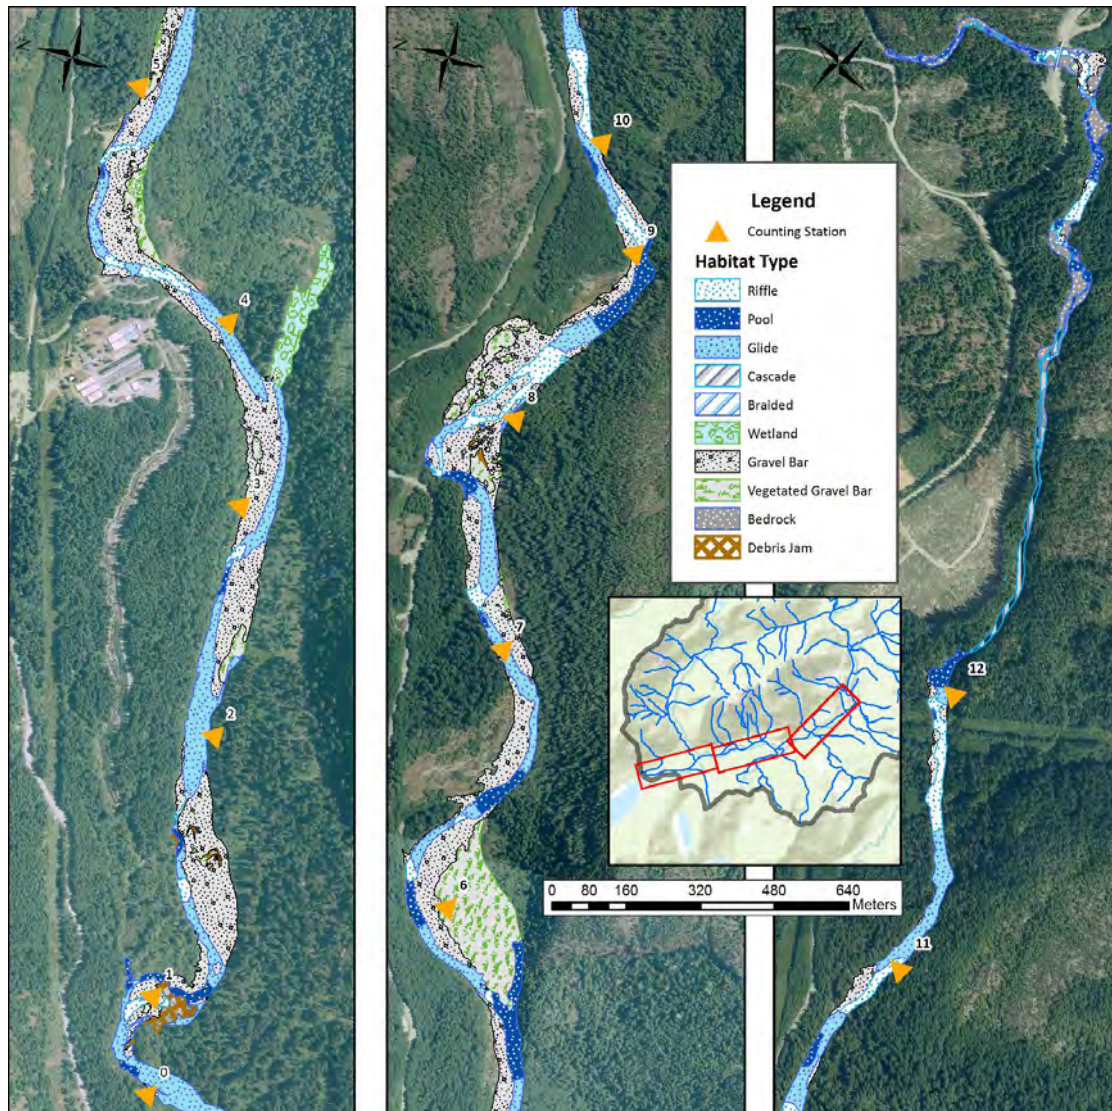 N
5
4
3
2
1
0
N
10
9
8
7
6
12
11
Legend
Counting Station
Habitat Type
Riffle
Pool
Glide
Cascade
Braided
Wetland
Gravel Bar
Vegetated Gravel Bar
Bedrock
Debris Jam
0 80 160 320 480 640
Meters